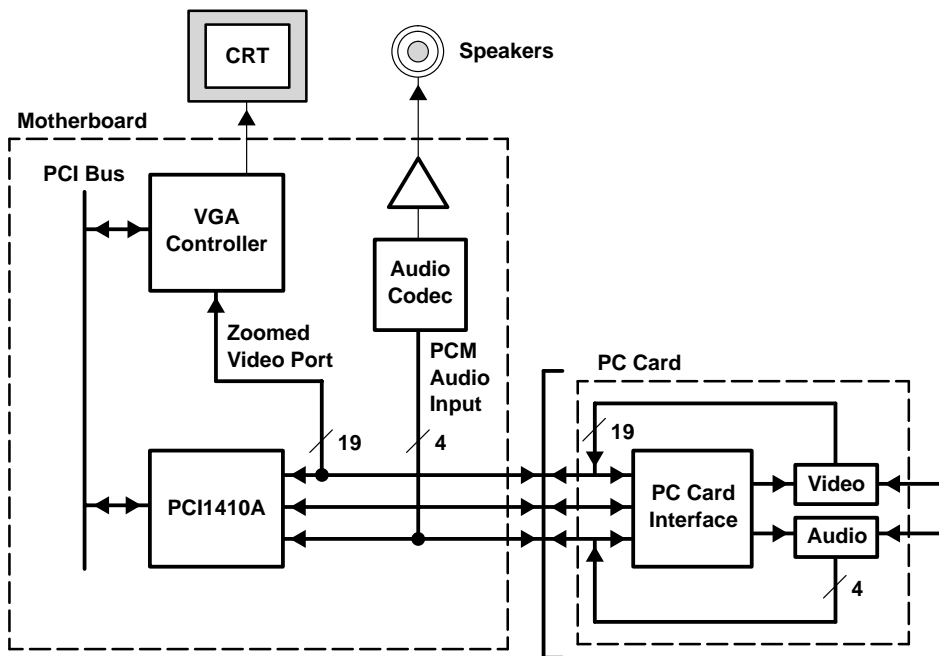 CRT
Speakers
Motherboard
PCI Bus
VGA
Controller
Audio
Codec
Zoomed
Video Port
PCM
Audio
Input
PC Card
19
4
19
PCI1410A
PC Card
Interface
Video
Audio
4